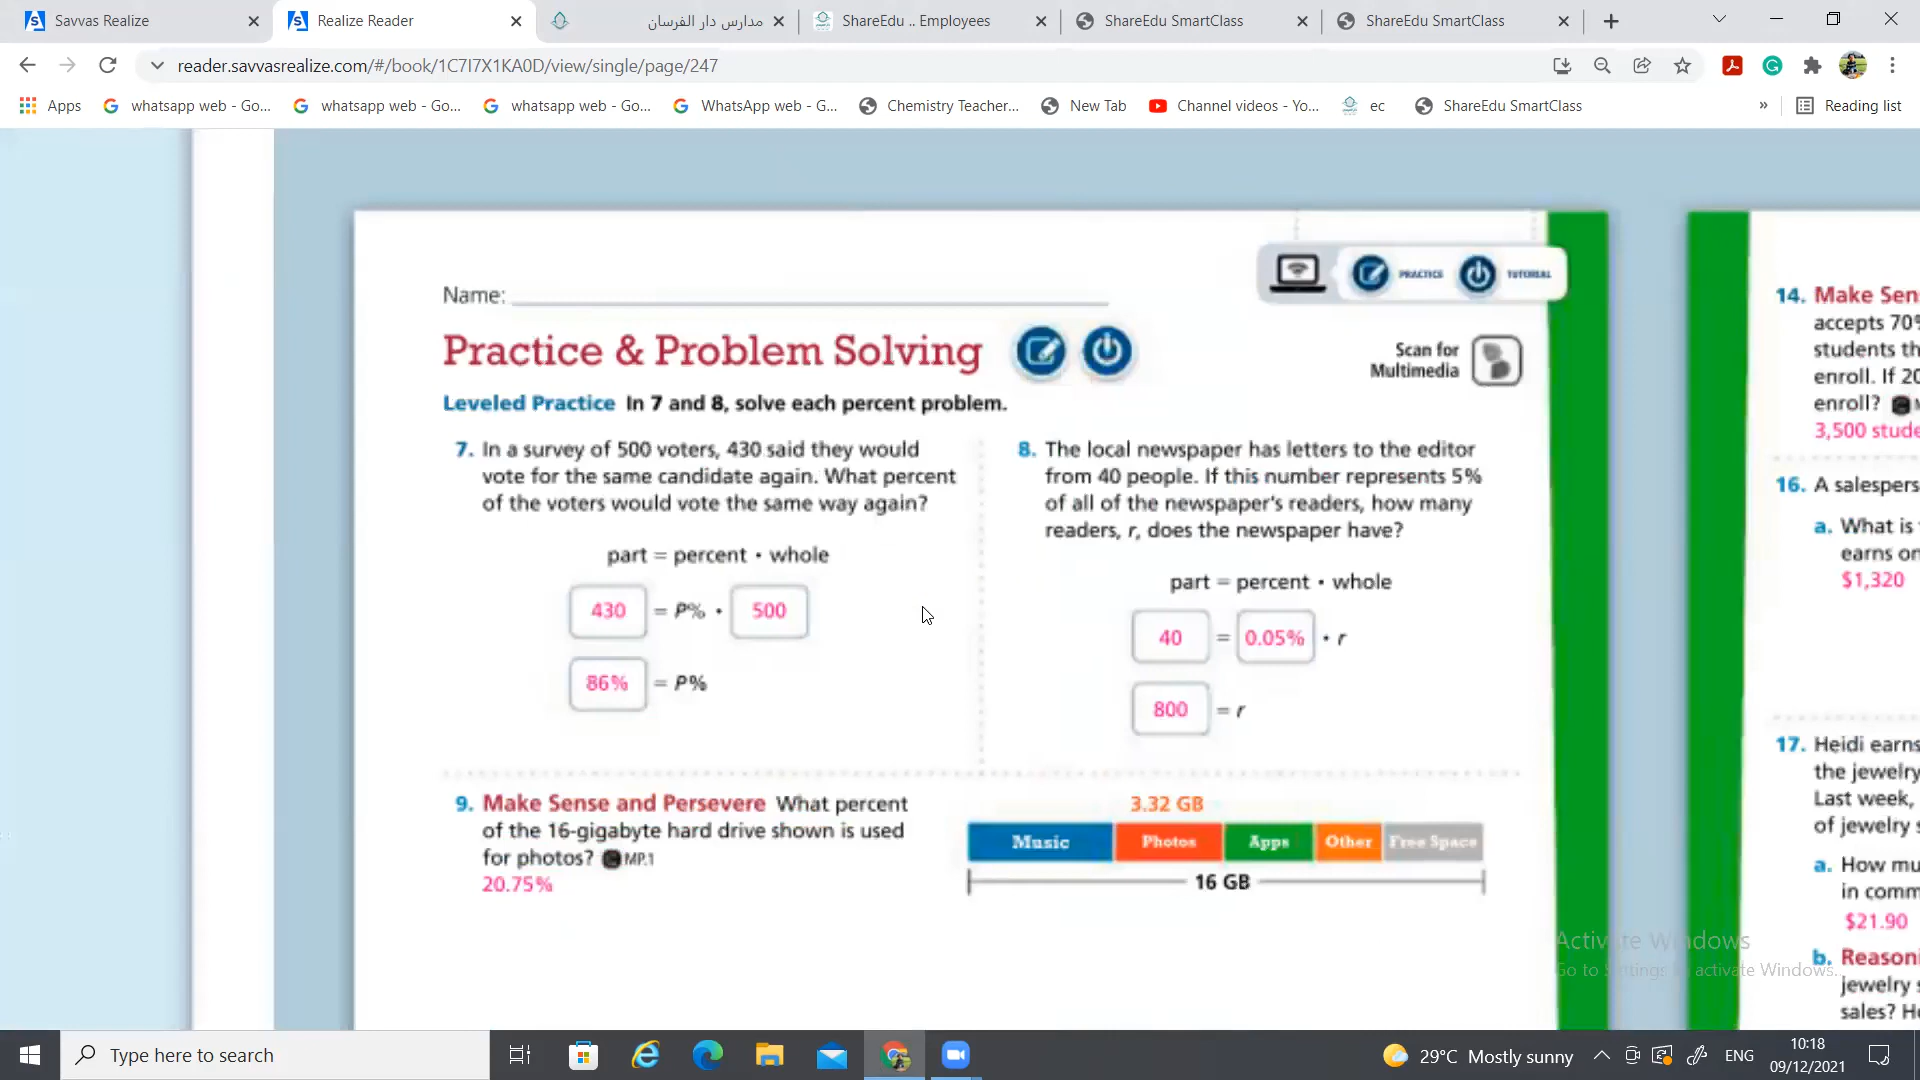 Savvas Realize
Realize Reader
مدارس دار الفرسان
ShareEdu .. Employees
ShareEdu SmartClass
ShareEdu SmartClass
reader.savvasrealize.com/#/book/1C7I7X1KA0D/view/single/page/247
Apps
whatsapp web - Go...
whatsapp web - Go...
whatsapp web - Go...
WhatsApp web - G...
Chemistry Teacher...
New Tab
Channel videos - Yo...
ec
ShareEdu SmartClass
»
Reading list
PRACTICE
TUTORIAL
Name:
Practice & Problem Solving
Scan for
Multimedia
Leveled Practice In 7 and 8, solve each percent problem.
7. In a survey of 500 voters, 430 said they would
vote for the same candidate again. What percent
of the voters would vote the same way again?
part = percent • whole
430 = P% • 500
86% = P%
8. The local newspaper has letters to the editor
from 40 people. If this number represents 5%
of all of the newspaper's readers, how many
readers, r, does the newspaper have?
part = percent • whole
40 = 0.05% • r
800 = r
9. Make Sense and Persevere What percent
of the 16-gigabyte hard drive shown is used
for photos? MP.1
20.75%
3.32 GB
Music Photos Apps Other Free Space
16 GB
14. Make Sen
accepts 70%
students th
enroll. If 20
enroll?
3,500 stude
16. A salespers
a. What is
earns on
$1,320
17. Heidi earns
the jewelry
Last week,
of jewelry s
a. How mu
in comm
$21.90
b. Reasoni
jewelry s
sales? He
Activate Windows
Go to Settings to activate Windows.
Type here to search
29°C Mostly sunny
ENG
10:18
09/12/2021